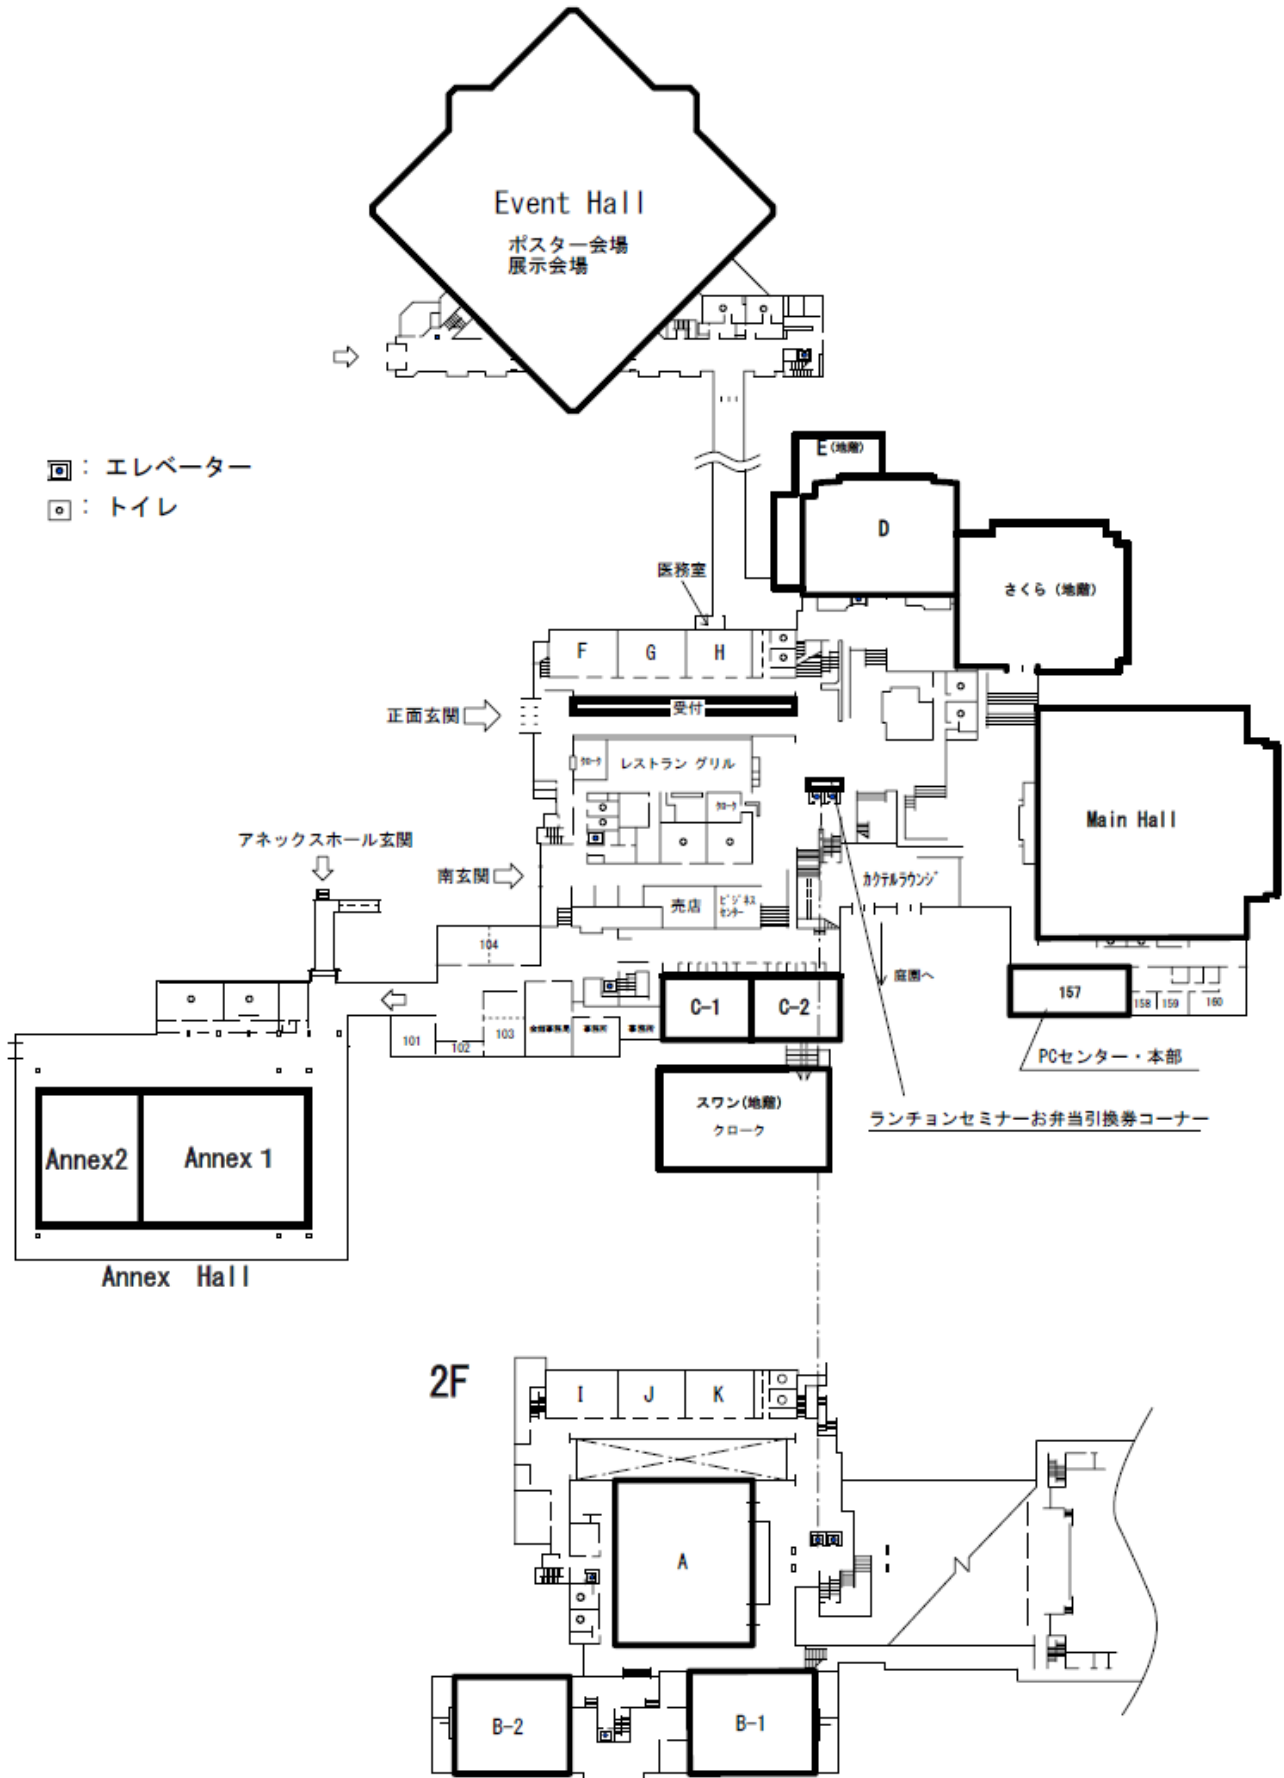 Event Hall
ポスター会場
展示会場
: エレベーター
: トイレ
E(地階)
D
さくら (地階)
医務室
F
G
H
受付
正面玄関
クローク
レストラン グリル
クローク
Main Hall
アネックスホール玄関
南玄関
カクテルラウンジ
売店
ビジネス
センター
104
庭園へ
157
158
159
160
C-1
C-2
101
102
103
事務所
事務所
PCセンター・本部
スワン(地階)
クローク
ランチョンセミナーお弁当引換券コーナー
Annex2
Annex 1
Annex Hall
2F
I
J
K
A
B-2
B-1